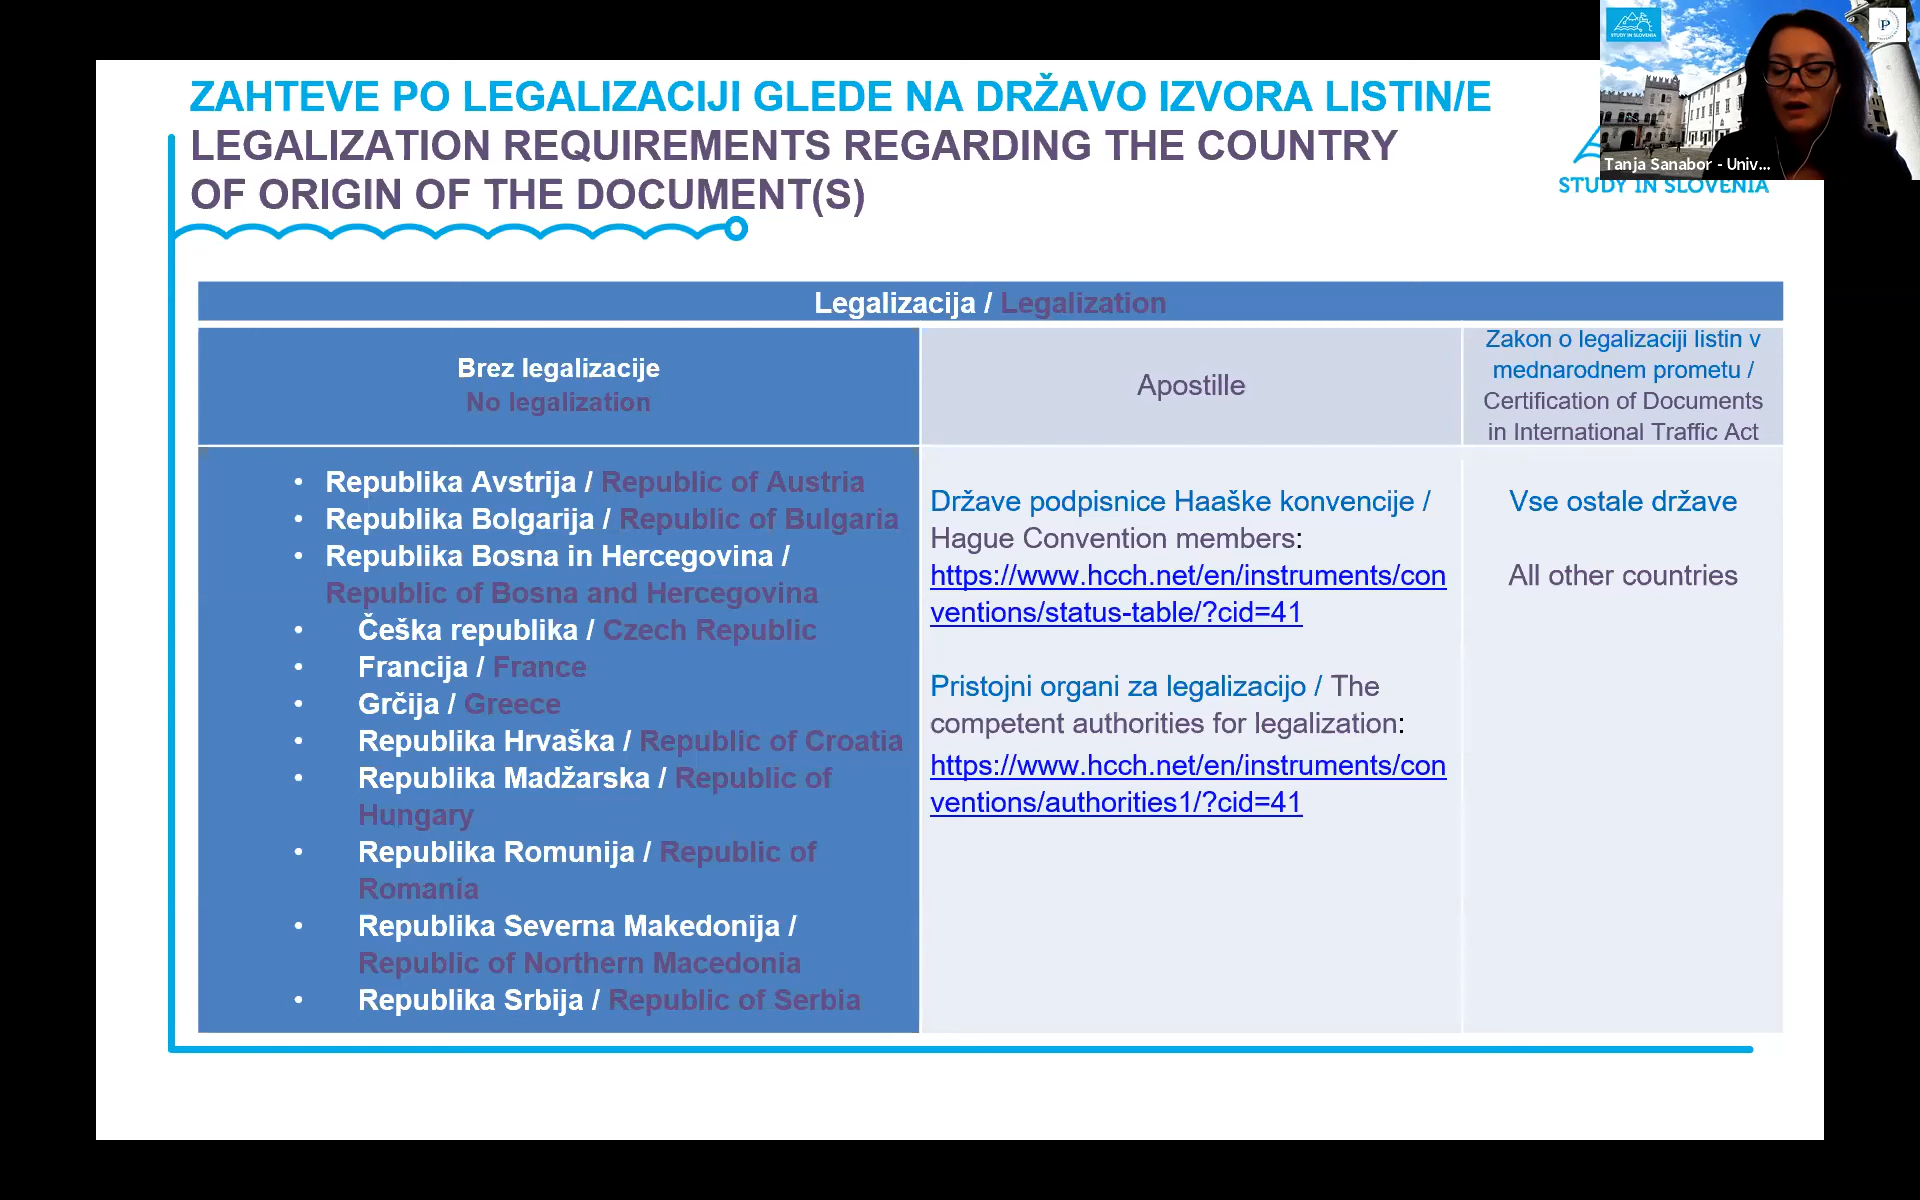 ZAHTEVE PO LEGALIZACIJI GLEDE NA DRŽAVO IZVORA LISTIN/E
LEGALIZATION REQUIREMENTS REGARDING THE COUNTRY
OF ORIGIN OF THE DOCUMENT(S)
STUDY IN SLOVENIA
P
Tanja Sanabor - Univ...
STUDY IN SLOVENIA
Legalizacija / Legalization
Brez legalizacije
No legalization
Apostille
Zakon o legalizaciji listin v
mednarodnem prometu /
Certification of Documents
in International Traffic Act
• Republika Avstrija / Republic of Austria
• Republika Bolgarija / Republic of Bulgaria
• Republika Bosna in Hercegovina /
Republic of Bosna and Hercegovina
• Češka republika / Czech Republic
• Francija / France
• Grčija / Greece
• Republika Hrvaška / Republic of Croatia
• Republika Madžarska / Republic of
Hungary
• Republika Romunija / Republic of
Romania
• Republika Severna Makedonija /
Republic of Northern Macedonia
• Republika Srbija / Republic of Serbia
Države podpisnice Haaške konvencije /
Hague Convention members:
https://www.hcch.net/en/instruments/con
ventions/status-table/?cid=41
Pristojni organi za legalizacijo / The
competent authorities for legalization:
https://www.hcch.net/en/instruments/con
ventions/authorities1/?cid=41
Vse ostale države
All other countries